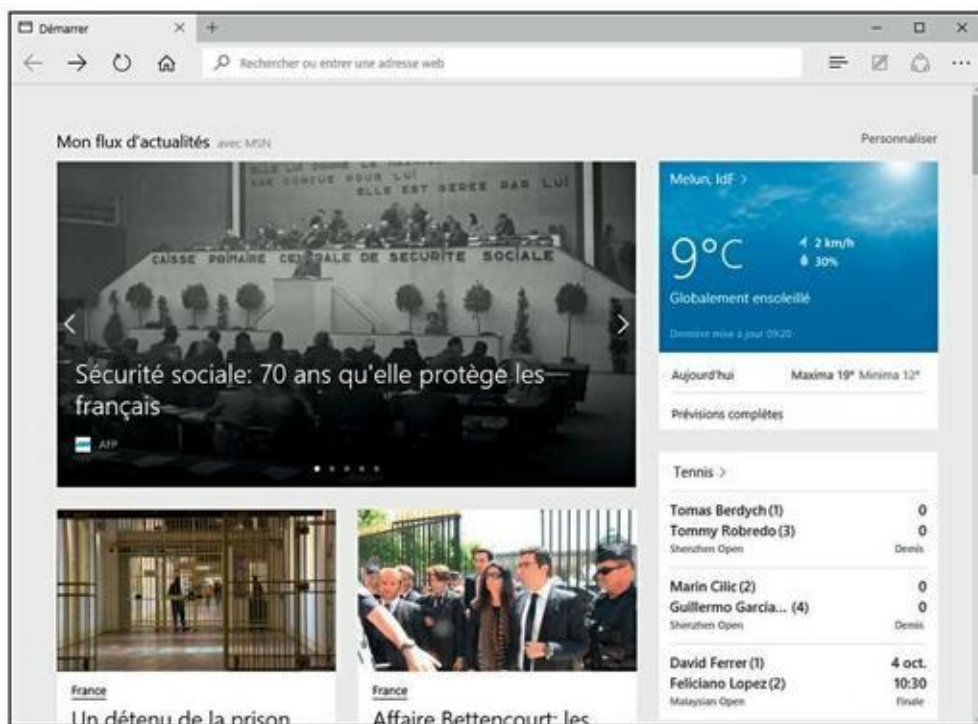 Démarrer
Rechercher ou entrer une adresse web
Mon flux d'actualités avec MSN
Personnaliser
ELLE EST GEREE PAR LUI
CAISSE PRIMAIRE CENTRALE DE SECURITE SOCIALE
Sécurité sociale: 70 ans qu'elle protège les
français
AFP
France
Un détenu de la prison
France
Affaire Bettencourt: les
Melun, IdF >
9°C
2 km/h
30%
Globalement ensoleillé
Dernière mise à jour 09:20
Aujourd'hui Maxima 19° Minima 12°
Prévisions complètes
Tennis >
Tomas Berdych (1) 0
Tommy Robredo (3) 0
Shenzhen Open Demis
Marin Cilic (2) 0
Guillermo Garcia... (4) 0
Shenzhen Open Demis
David Ferrer (1) 4 oct.
Feliciano Lopez (2) 10:30
Malaysian Open Finale